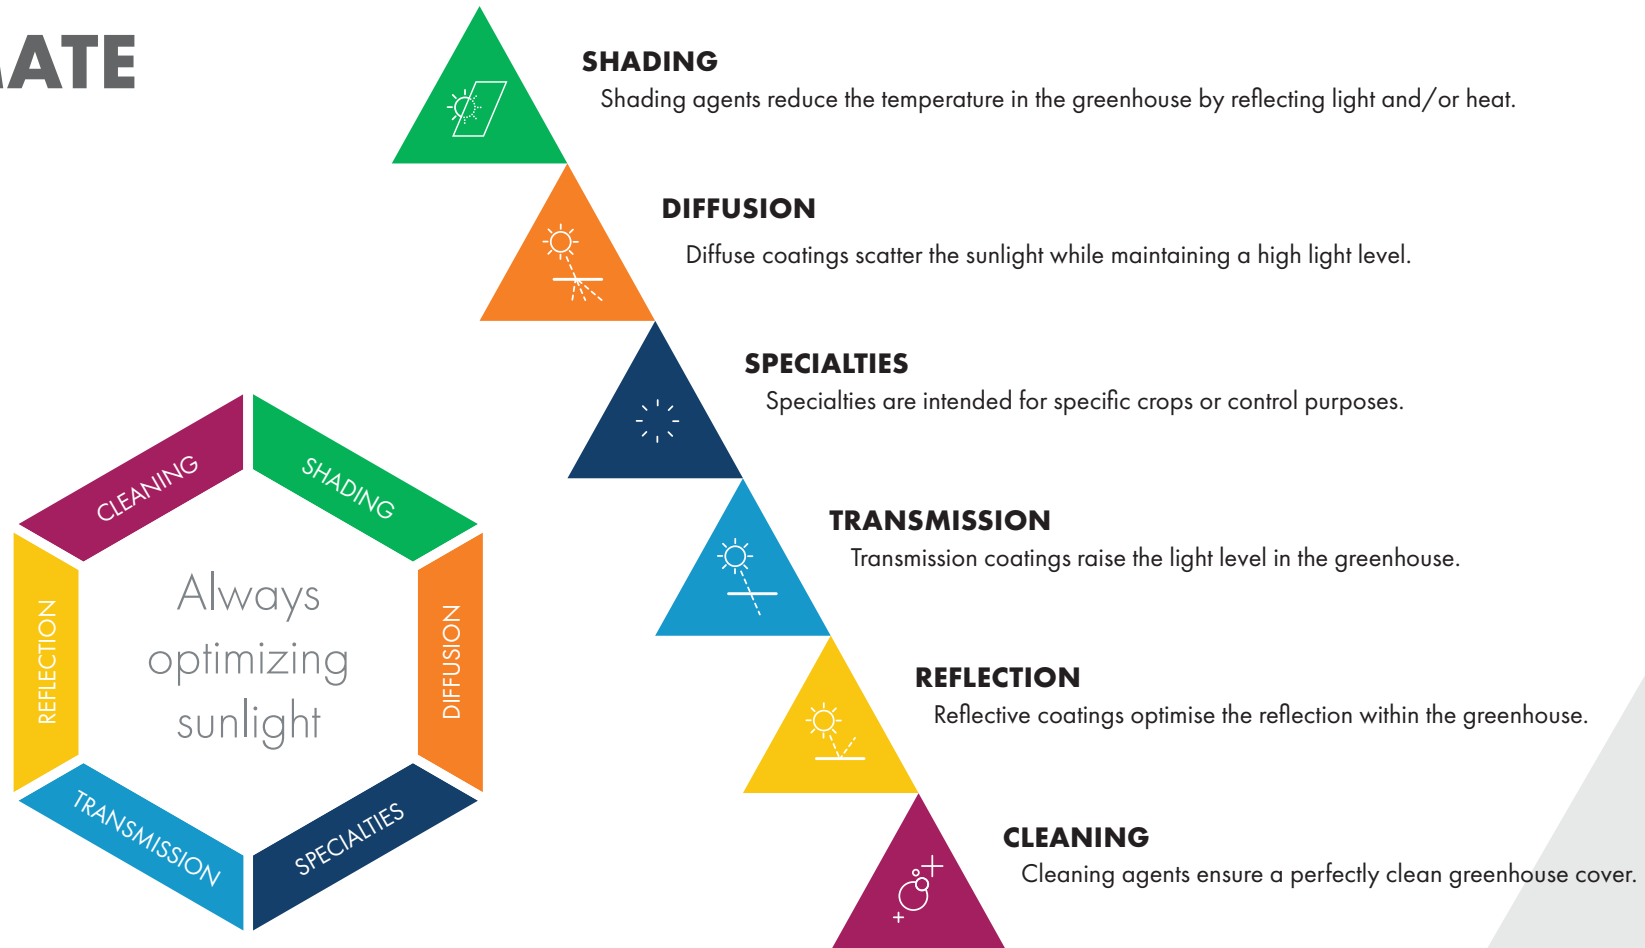 MATE
SHADING
Shading agents reduce the temperature in the greenhouse by reflecting light and/or heat.
DIFFUSION
Diffuse coatings scatter the sunlight while maintaining a high light level.
SPECIALTIES
Specialties are intended for specific crops or control purposes.
TRANSMISSION
Transmission coatings raise the light level in the greenhouse.
REFLECTION
Reflective coatings optimise the reflection within the greenhouse.
CLEANING
Cleaning agents ensure a perfectly clean greenhouse cover.
CLEANING
SHADING
REFLECTION
DIFFUSION
TRANSMISSION
SPECIALTIES
Always
optimizing
sunlight